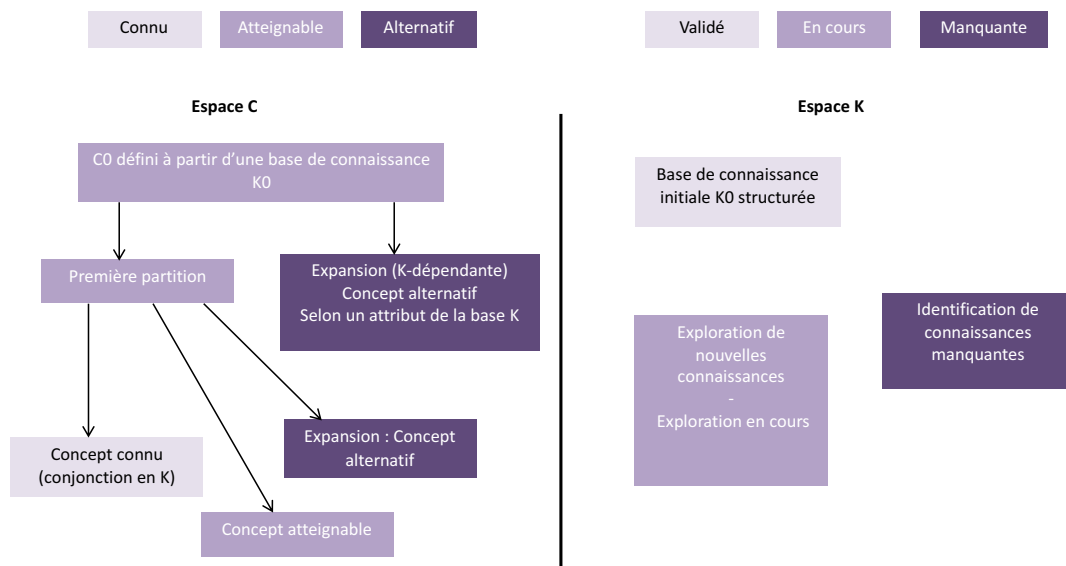 Connu
Atteignable
Alternatif
Validé
En cours
Manquante
Espace C
Espace K
C0 défini à partir d’une base de connaissance
K0
Base de connaissance
initiale K0 structurée
Première partition
Expansion (K-dépendante)
Concept alternatif
Selon un attribut de la base K
Identification de
connaissances
manquantes
Exploration de
nouvelles
connaissances
-
Exploration en cours
Concept connu
(conjonction en K)
Expansion : Concept
alternatif
Concept atteignable